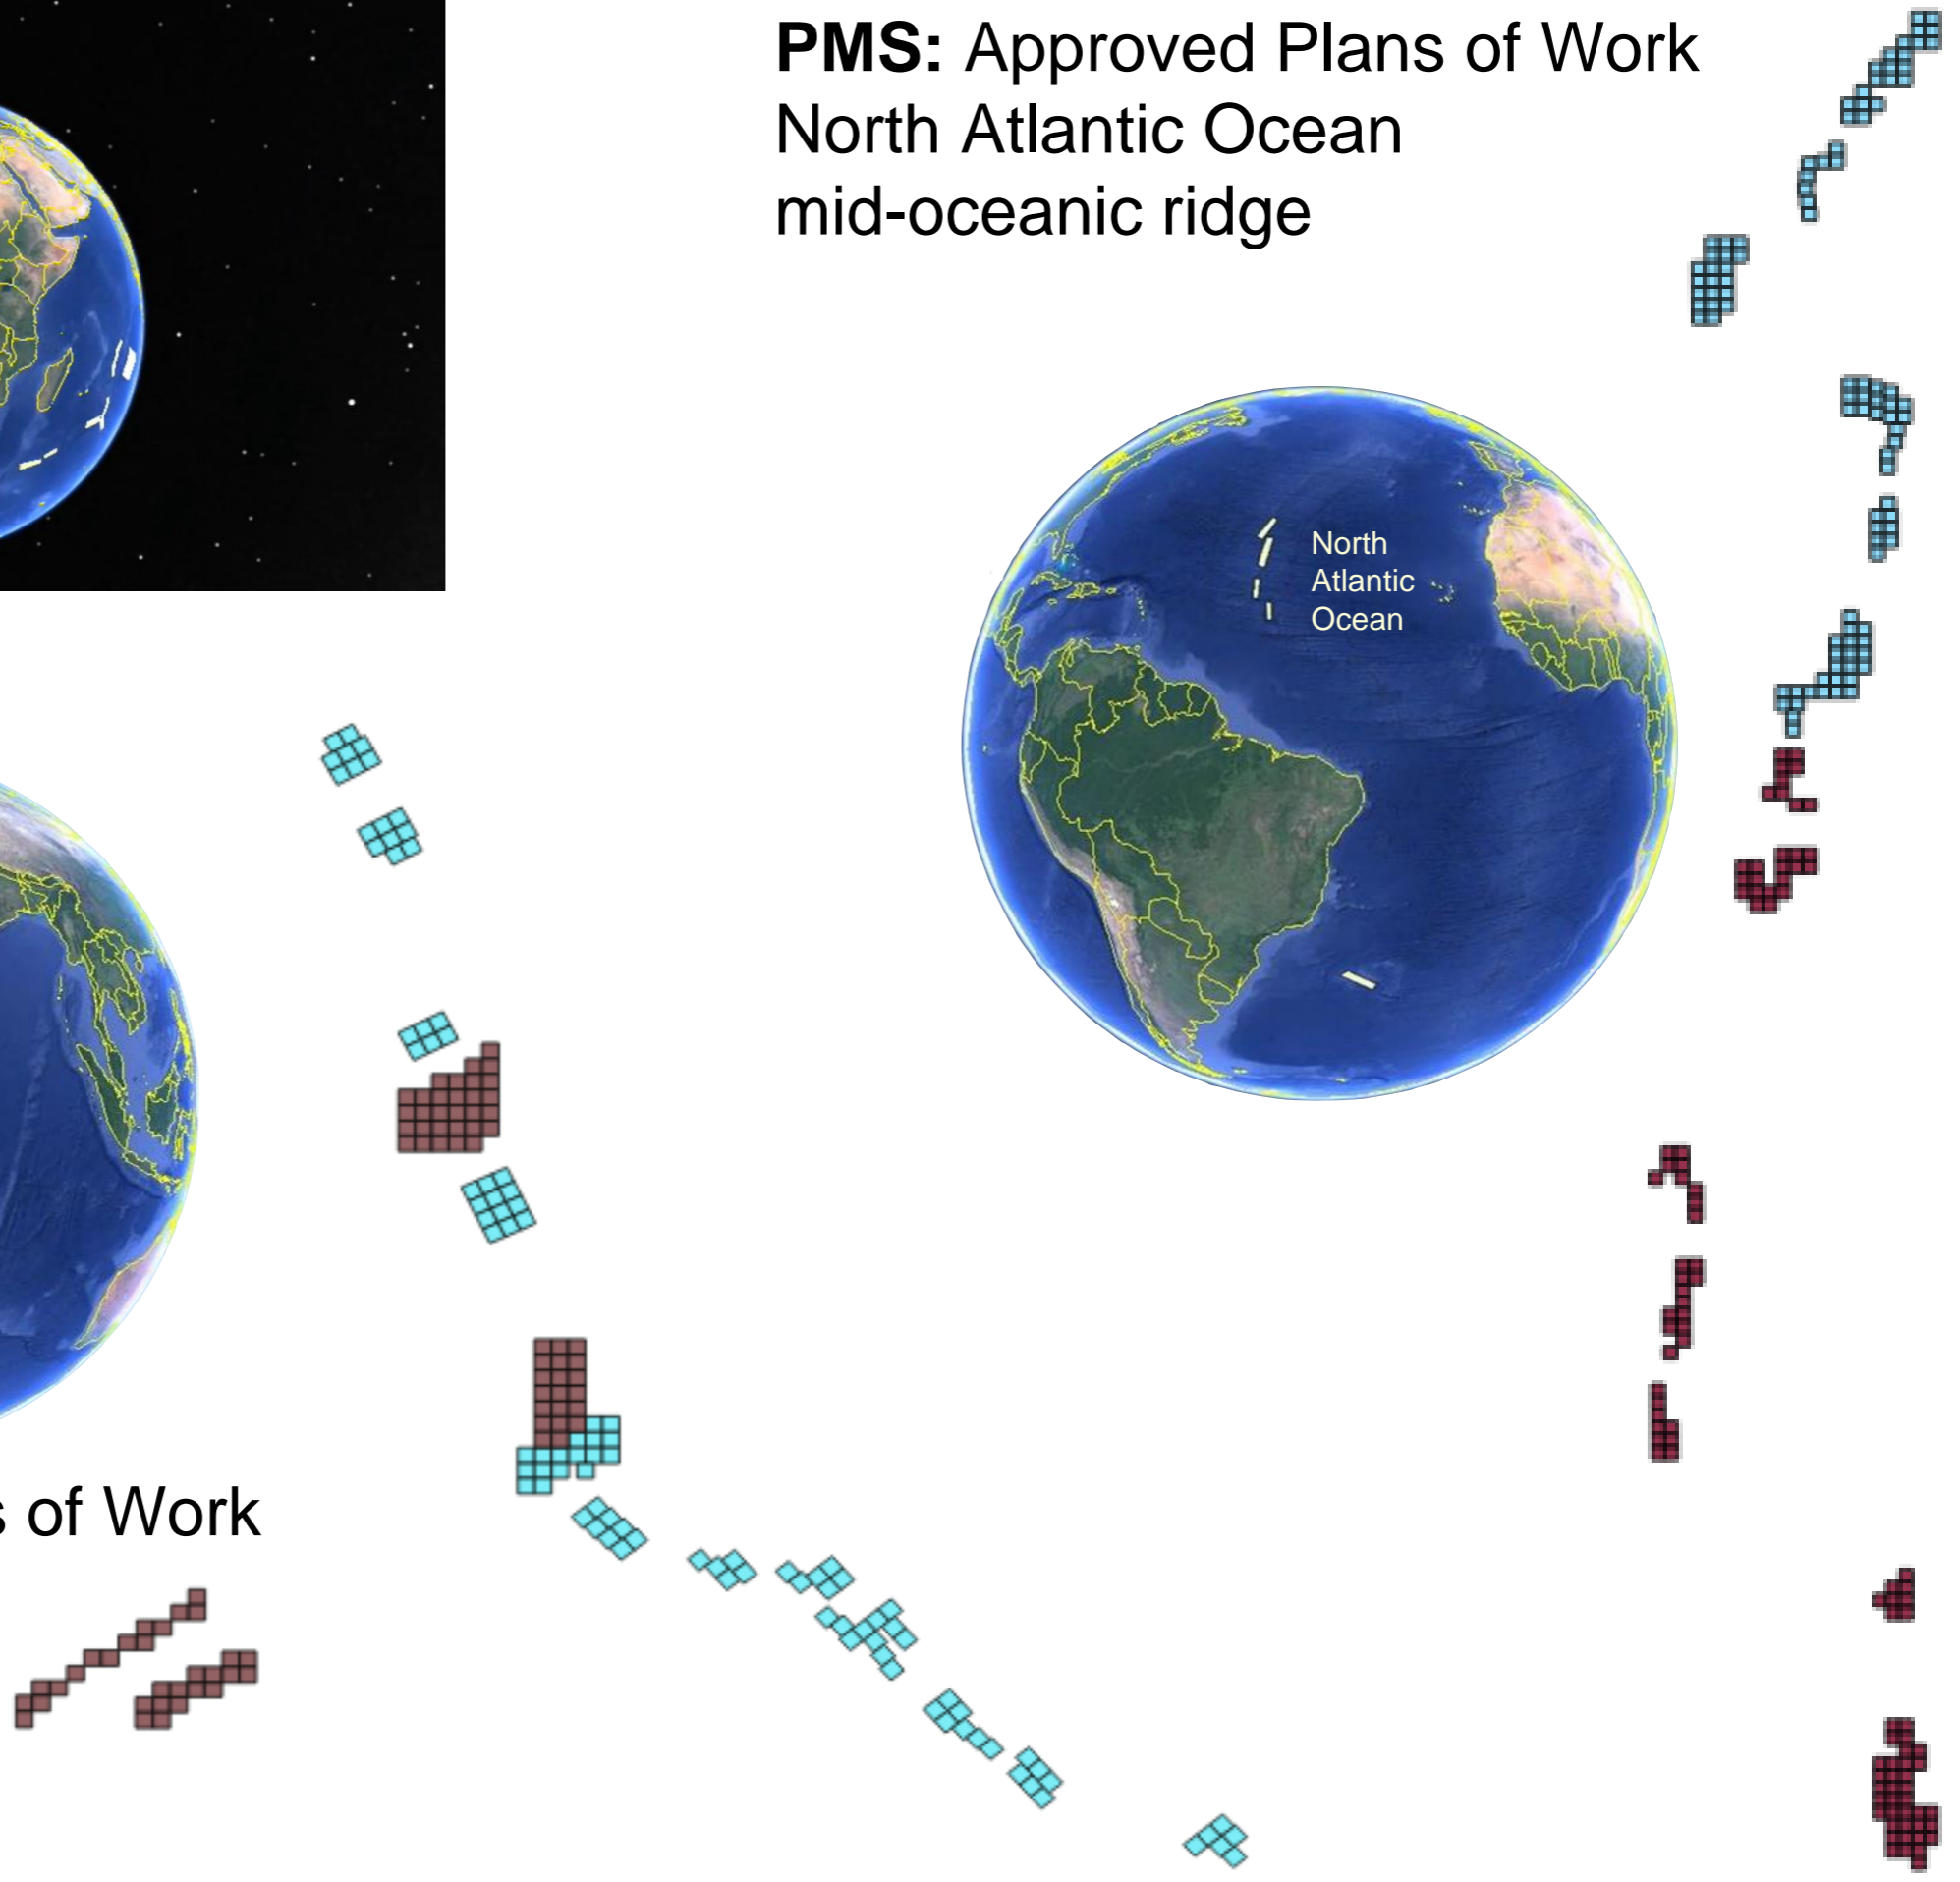 PMS: Approved Plans of Work
North Atlantic Ocean
mid-oceanic ridge
North
Atlantic
Ocean
of Work